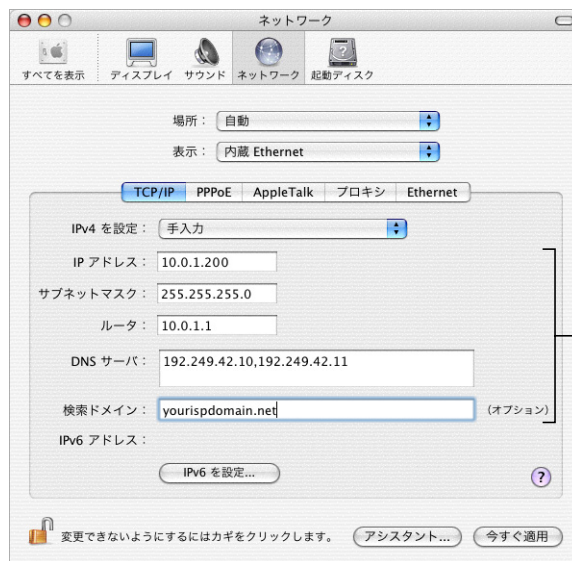 ネットワーク
すべてを表示 ディスプレイ サウンド ネットワーク 起動ディスク
場所： 自動
表示： 内蔵 Ethernet
TCP/IP PPPoE AppleTalk プロキシ Ethernet
IPv4 を設定： 手入力
IP アドレス： 10.0.1.200
サブネットマスク： 255.255.255.0
ルータ： 10.0.1.1
DNS サーバ： 192.249.42.10,192.249.42.11
検索ドメイン： yourispdomain.net (オプション)
IPv6 アドレス：
IPv6 を設定...
?
変更できないようにするにはカギをクリックします。 アシスタント... 今すぐ適用